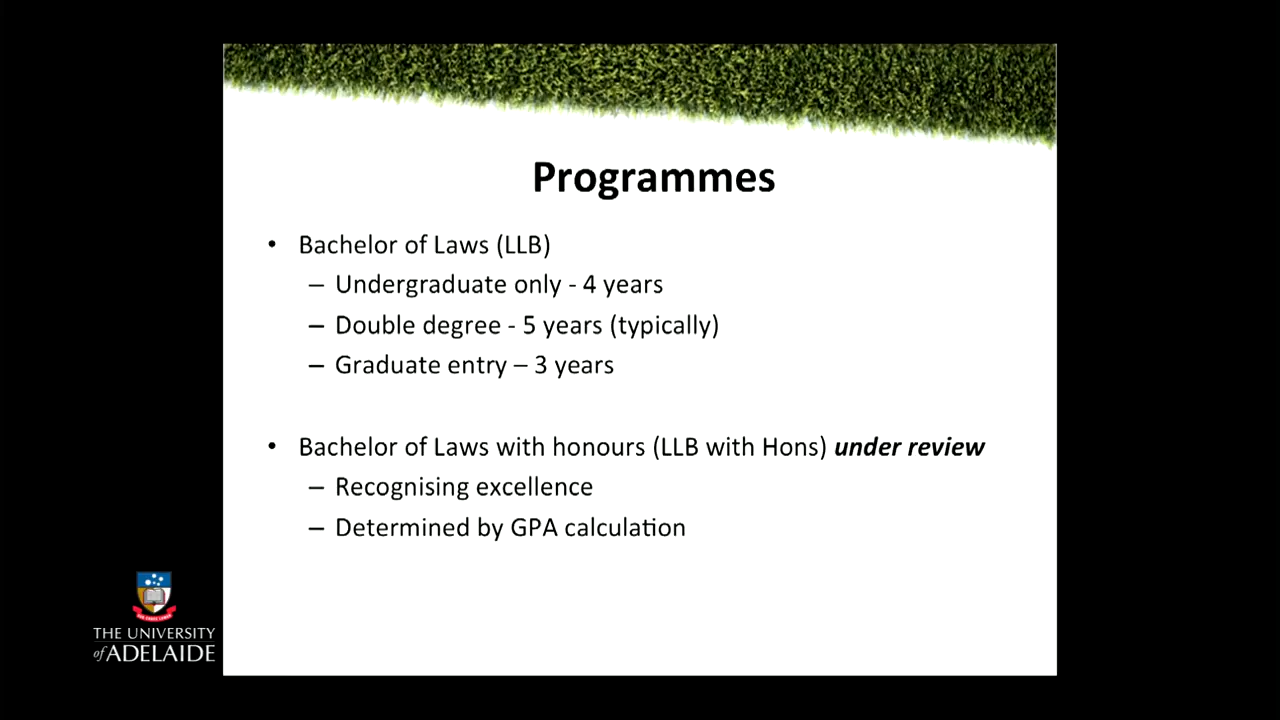 Programmes
• Bachelor of Laws (LLB)
– Undergraduate only - 4 years
– Double degree - 5 years (typically)
– Graduate entry – 3 years
• Bachelor of Laws with honours (LLB with Hons) under review
– Recognising excellence
– Determined by GPA calculation
THE UNIVERSITY
of ADELAIDE